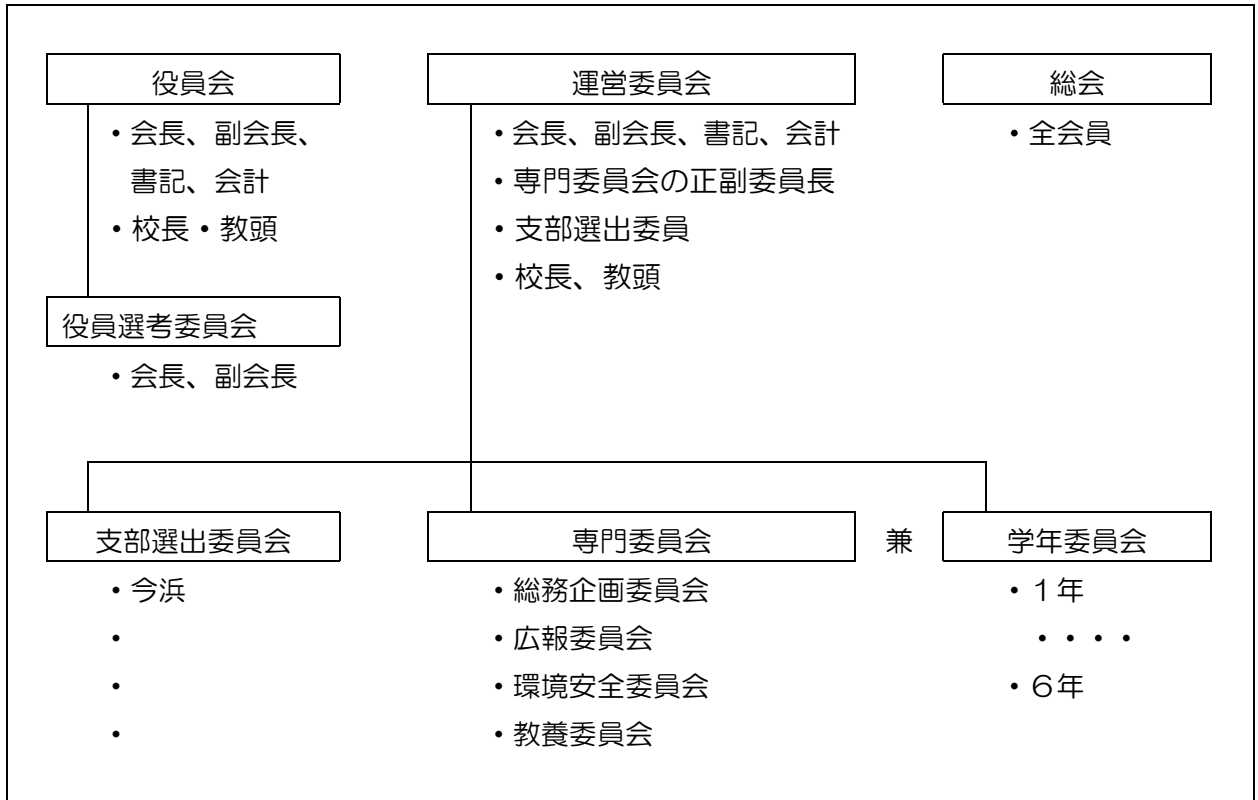 役員会
・会長、副会長、
書記、会計
・校長・教頭
役員選考委員会
・会長、副会長
運営委員会
・会長、副会長、書記、会計
・専門委員会の正副委員長
・支部選出委員
・校長、教頭
総会
・全会員
支部選出委員会
・今浜
・
・
・
専門委員会
・総務企画委員会
・広報委員会
・環境安全委員会
・教養委員会
兼
学年委員会
・１年
・・・・
・６年